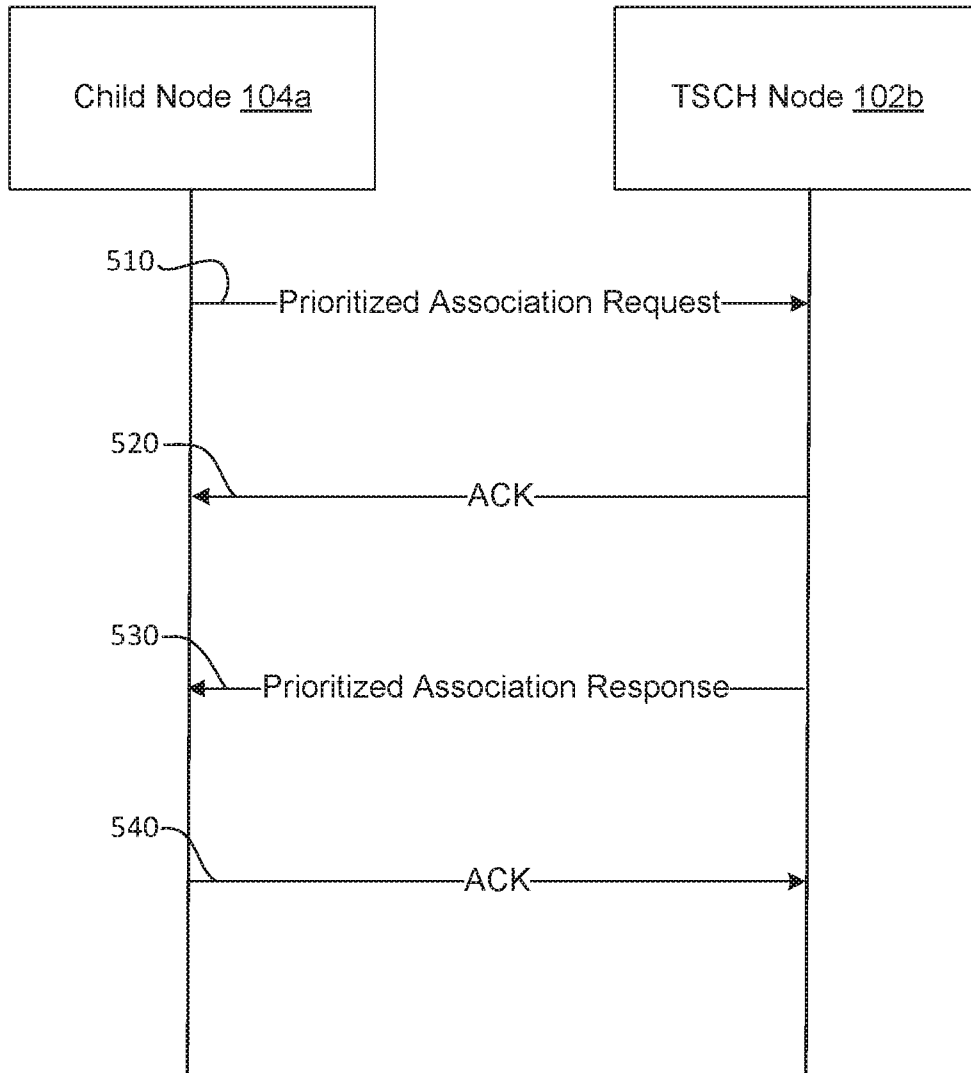 Child Node 104a
TSCH Node 102b
510
Prioritized Association Request
520
ACK
530
Prioritized Association Response
540
ACK